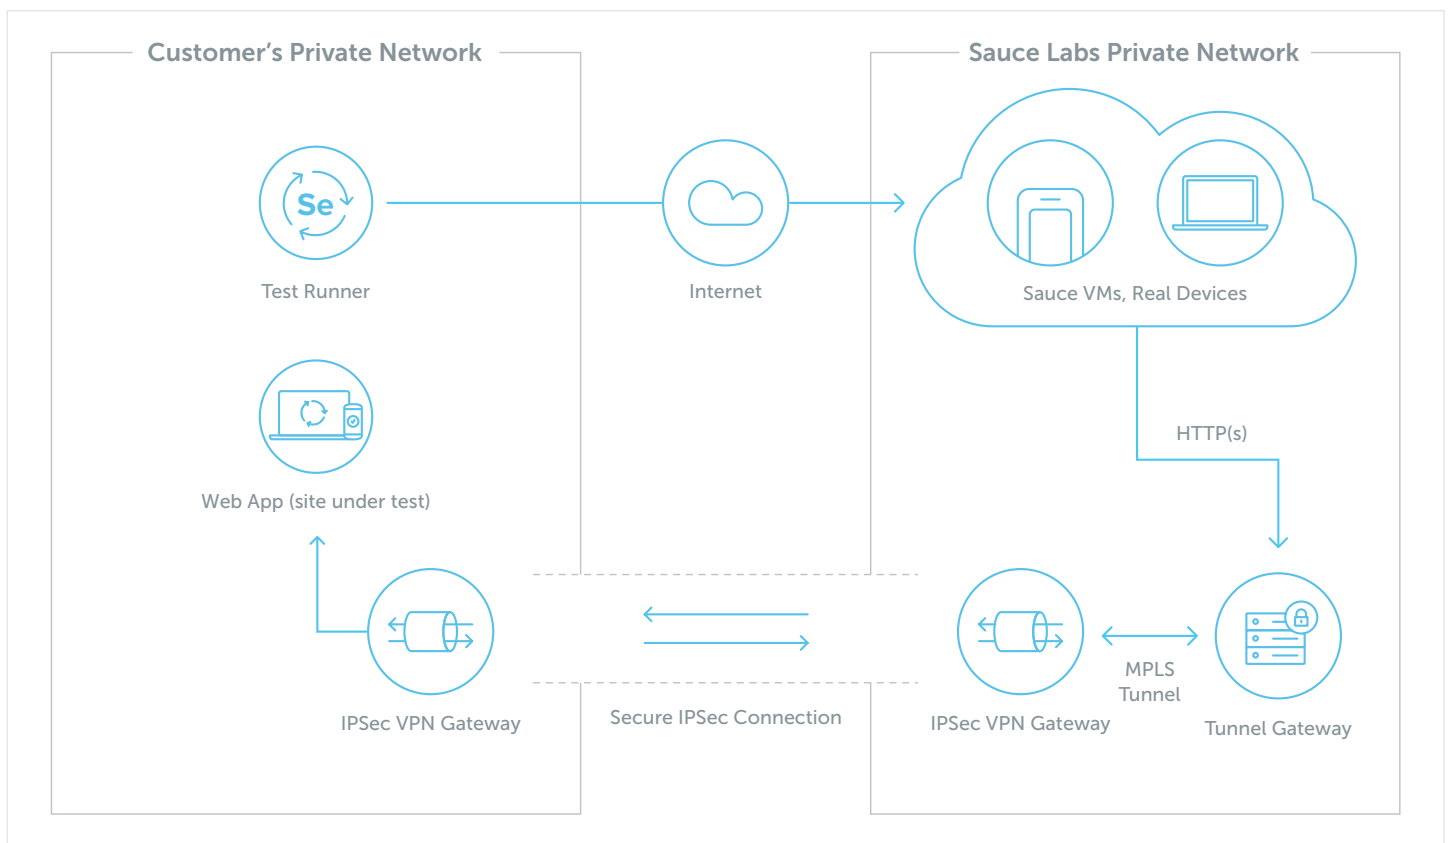 Customer’s Private Network
Sauce Labs Private Network
Se
Test Runner
Internet
Sauce VMs, Real Devices
HTTP(s)
Web App (site under test)
MPLS
Tunnel
IPSec VPN Gateway
Secure IPSec Connection
IPSec VPN Gateway
Tunnel Gateway